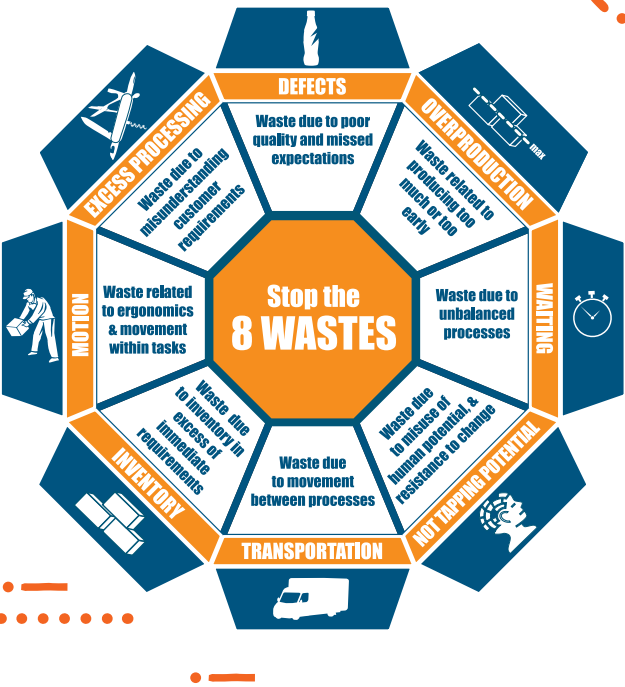 DEFECTS
Waste due to poor
quality and missed
expectations
OVERPRODUCTION
max
Waste related to
producing too
much or too
early
WAITING
Waste due to
unbalanced
processes
NOT TAPPING POTENTIAL
Waste due
to misuse of
human potential, &
resistance to change
TRANSPORTATION
Waste due
to movement
between processes
INVENTORY
Waste due
to inventory in
excess of
immediate
requirements
MOTION
Waste related
to ergonomics
& movement
within tasks
EXCESS PROCESSING
Waste due to
misunderstanding
customer
requirements
Stop the
8 WASTES